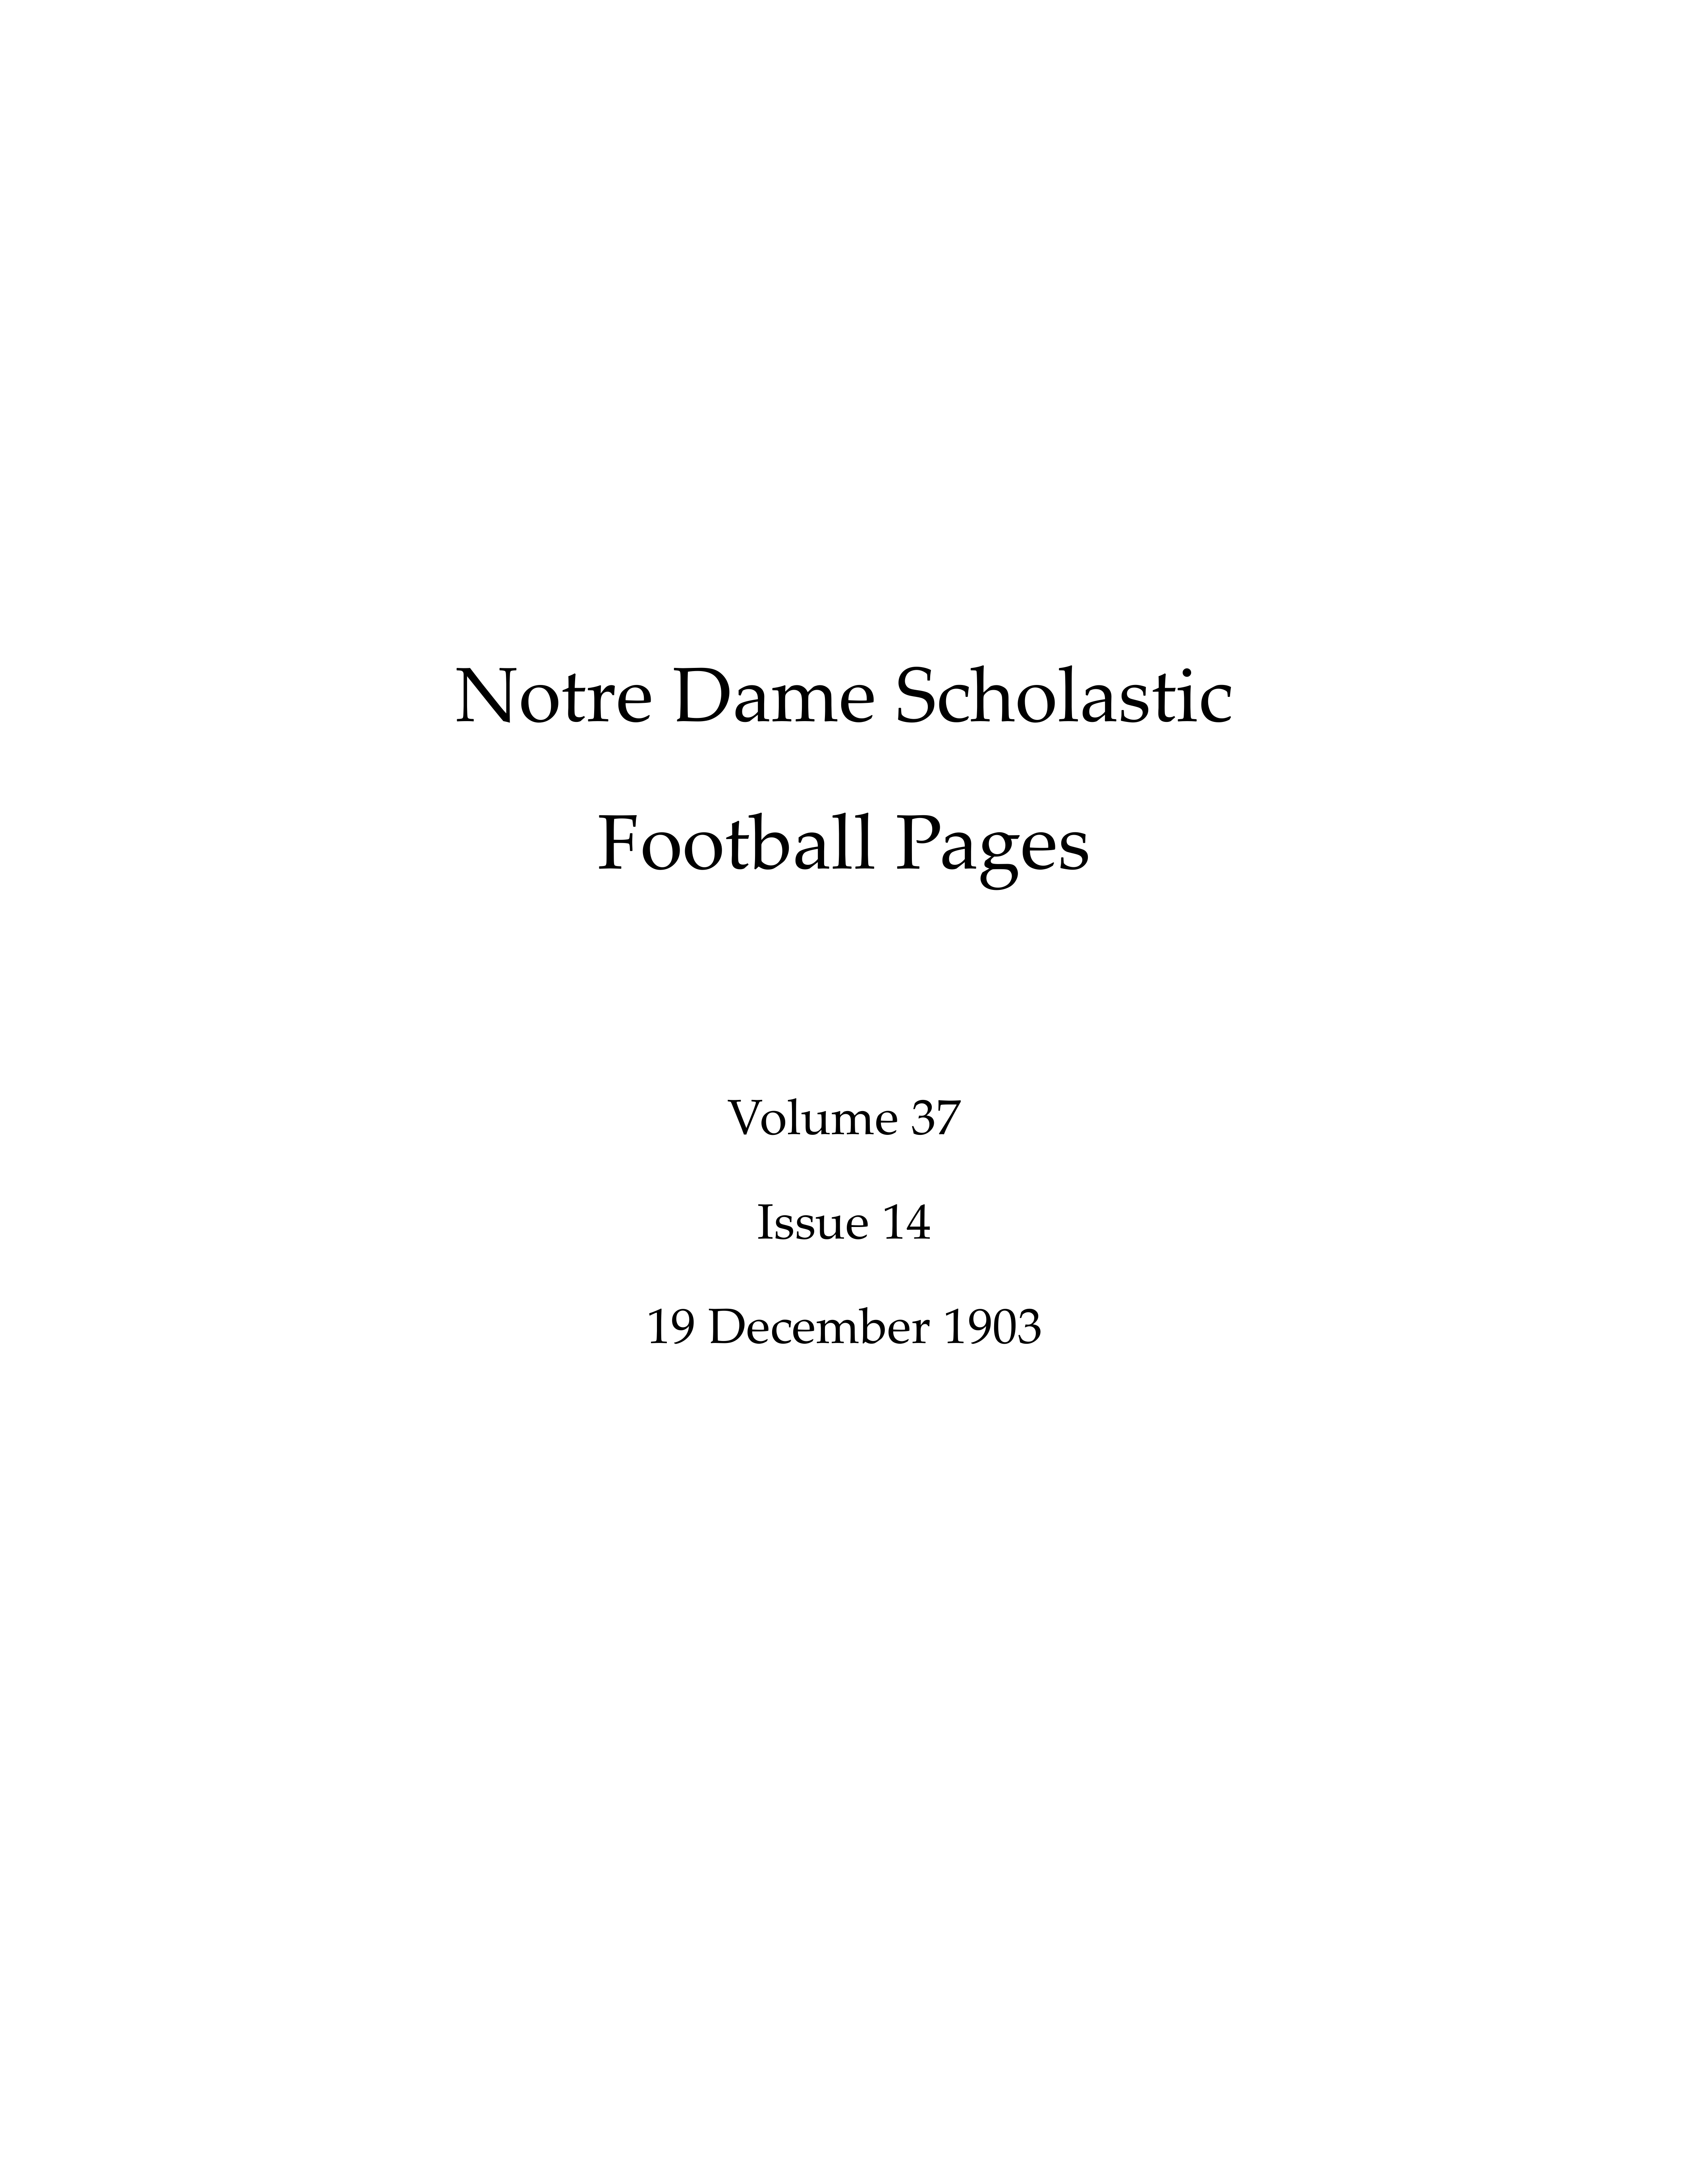 Notre Dame Scholastic
Football Pages
Volume 37
Issue 14
19 December 1903